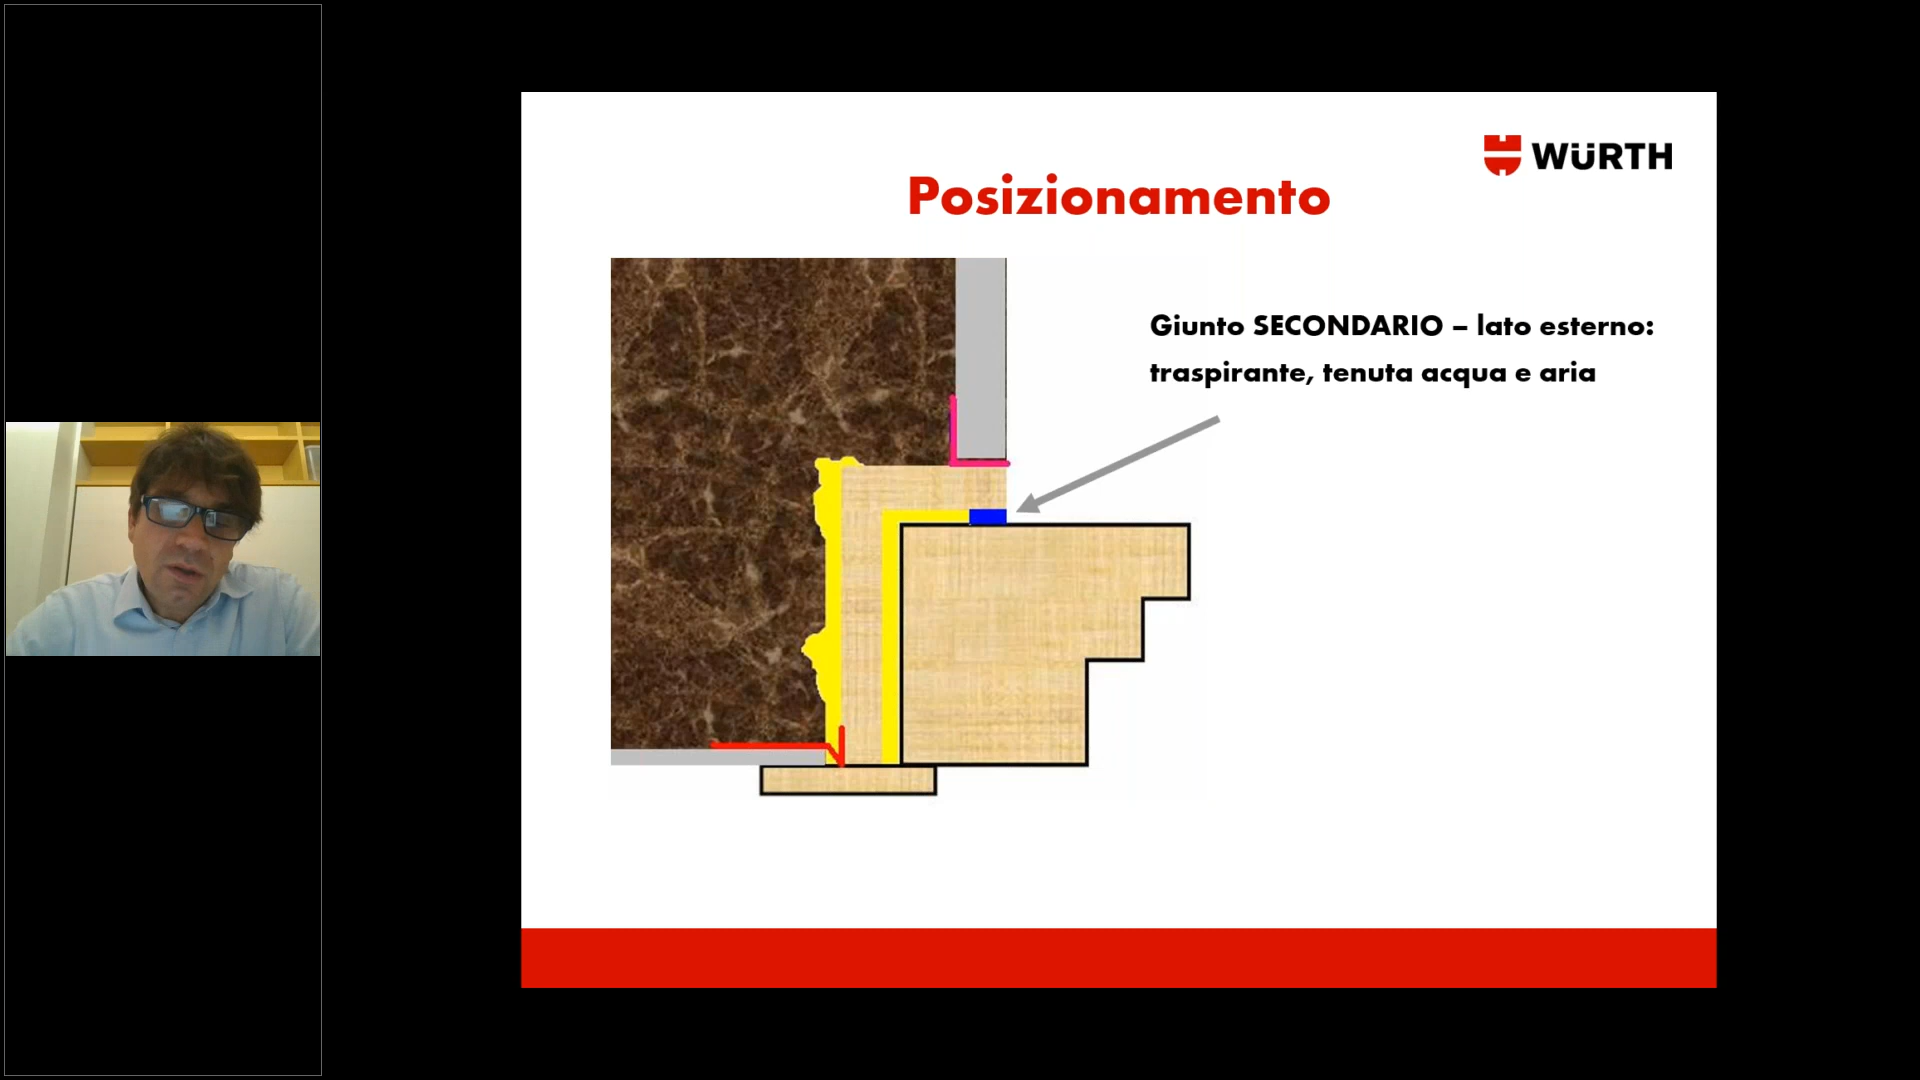 WÜRTH
Posizionamento
Giunto SECONDARIO – lato esterno:
traspirante, tenuta acqua e aria